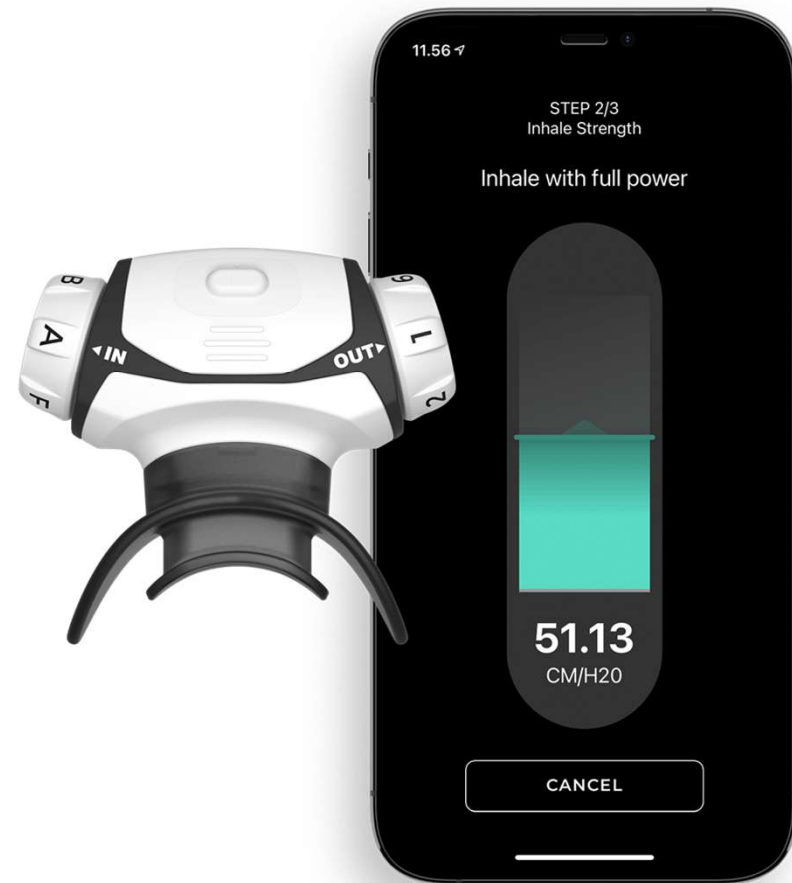 11.56
STEP 2/3
Inhale Strength
Inhale with full power
B
A
F
◀IN
OUT▶
6
1
2
51.13
CM/H20
CANCEL